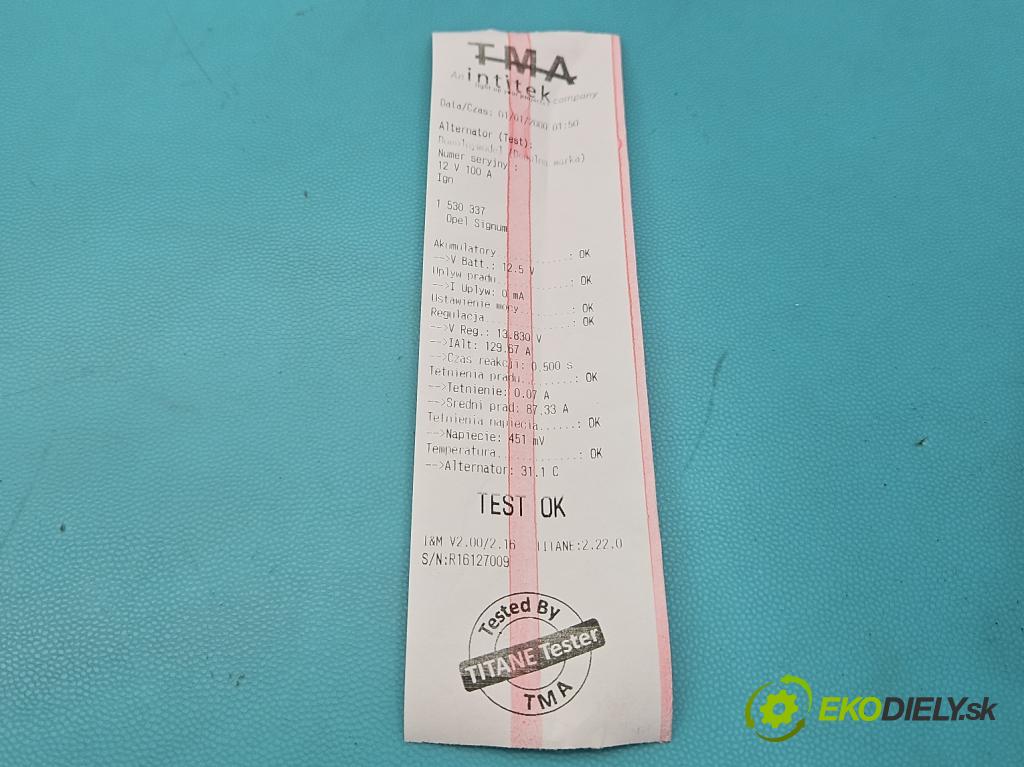 TMA
An intitek company
Data/Czas: 01/01/2000 01:50
Alternator (Test):
Numer seryjny :
12 V 100 A
Ign
1 530 337
Opel Signum
Akumulatory..........: OK
-->V Batt.: 12.5 V
Uplyw pradu..........: OK
-->I Uplyw: 0 mA
Ustawienie mocy..........: OK
Regulacja..........: OK
-->V Reg.: 13.830 V
-->IAlt: 129.67 A
-->Czas reakcji: 0.500 s
Tetnienia pradu..........: OK
-->Tetnienie: 0.07 A
-->Sredni prad: 87.33 A
Tetnienia napiecia......: OK
-->Napiecie: 451 mV
Temperatura..........: OK
-->Alternator: 31.1 C
TEST OK
T&M V2.00/2.16 TITANE:2.22.0
S/N:R16127009
Tested By
TITANE Tester
TMA
EKODIELY.sk